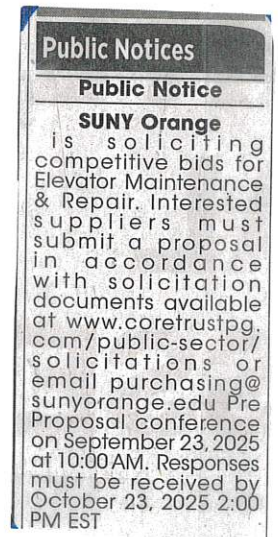 Public Notices
Public Notice
SUNY Orange
is soliciting
competitive bids for
Elevator Maintenance
& Repair. Interested
suppliers must
submit a proposal
in accordance
with solicitation
documents available
at www.coretrustpg.
com/public-sector/
solicitations or
email purchasing@
sunyorange.edu Pre
Proposal conference
on September 23, 2025
at 10:00 AM. Responses
must be received by
October 23, 2025 2:00
PM EST